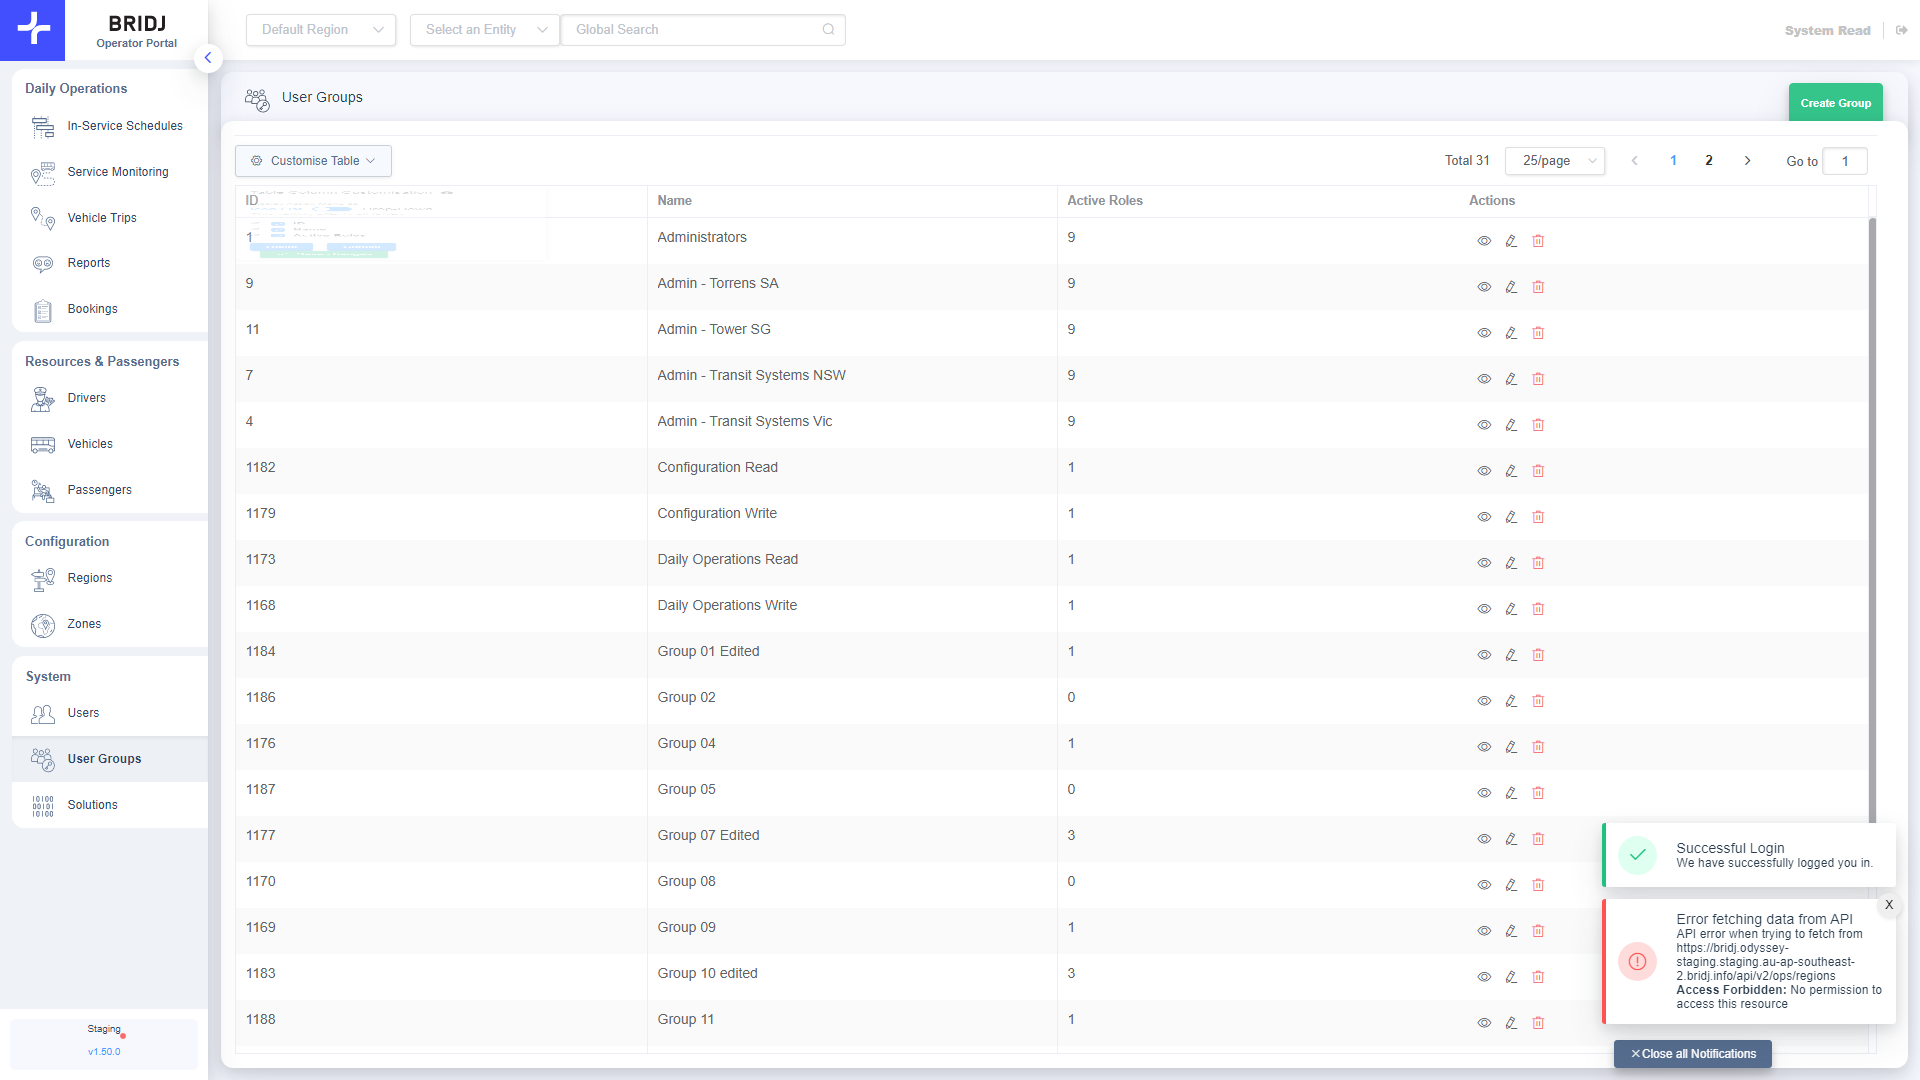 BRIDJ
Operator Portal
Default Region
Select an Entity
Global Search
System Read
Daily Operations
In-Service Schedules
Service Monitoring
Vehicle Trips
Reports
Bookings
Resources & Passengers
Drivers
Vehicles
Passengers
Configuration
Regions
Zones
System
Users
User Groups
Solutions
Staging
v1.50.0
User Groups
Create Group
Customise Table
Total 31
25/page
1
2
Go to
1
ID Name Active Roles Actions
1 Administrators 9
9 Admin - Torrens SA 9
11 Admin - Tower SG 9
7 Admin - Transit Systems NSW 9
4 Admin - Transit Systems Vic 9
1182 Configuration Read 1
1179 Configuration Write 1
1173 Daily Operations Read 1
1168 Daily Operations Write 1
1184 Group 01 Edited 1
1186 Group 02 0
1176 Group 04 1
1187 Group 05 0
1177 Group 07 Edited 3
1170 Group 08 0
1169 Group 09 1
1183 Group 10 edited 3
1188 Group 11 1
Successful Login
We have successfully logged you in.
X
Error fetching data from API
API error when trying to fetch from
https://bridj.odyssey-
staging.staging.au-ap-southeast-
2.bridj.info/api/v2/ops/regions
Access Forbidden: No permission to
access this resource
Close all Notifications